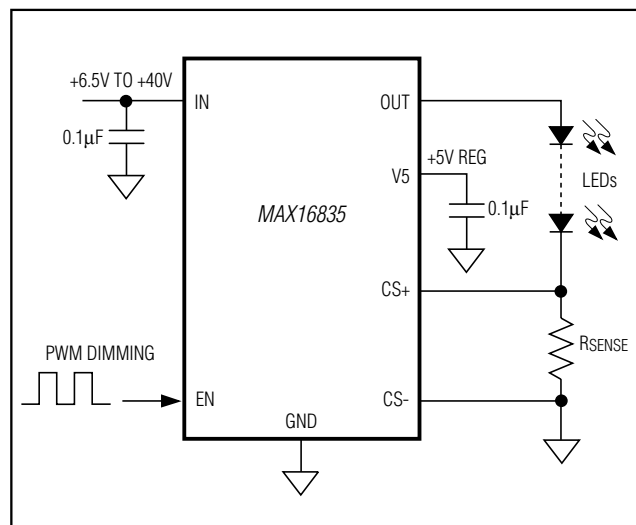 +6.5V TO +40V
IN
0.1μF
OUT
+5V REG
V5
0.1μF
LEDs
MAX16835
CS+
RSENSE
PWM DIMMING
EN
CS-
GND